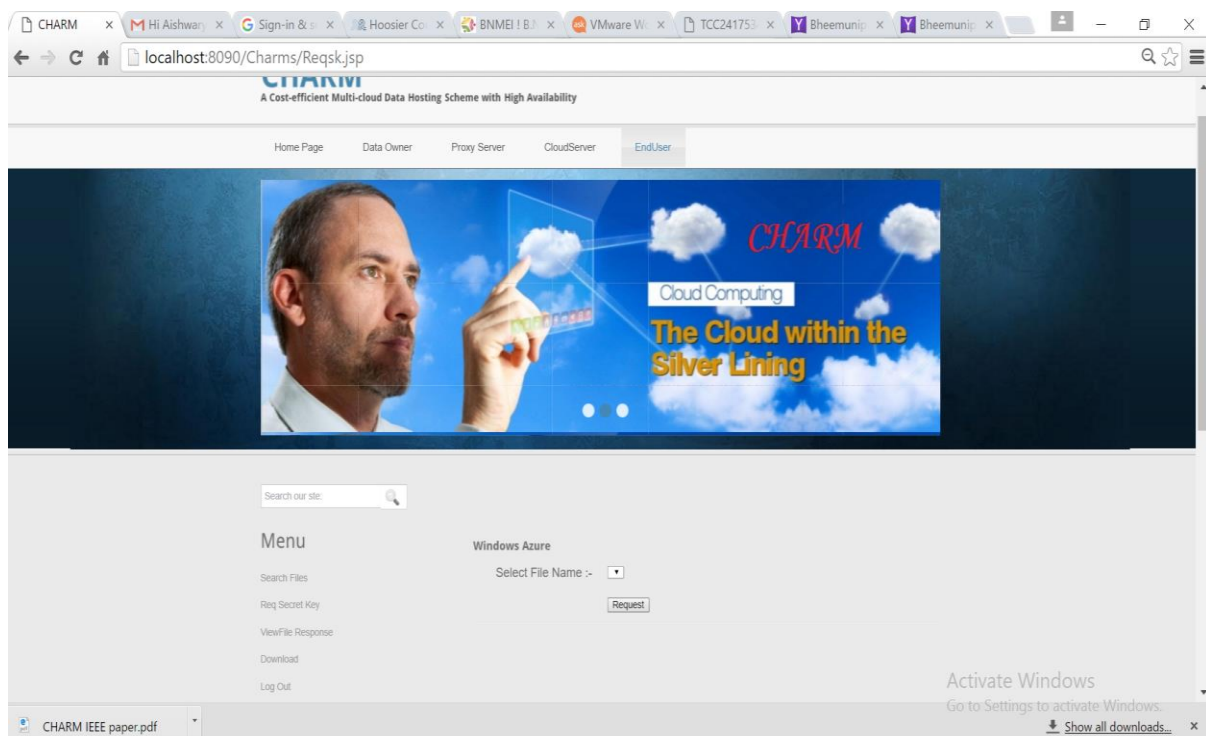 CHARM
Hi Aishwary
Sign-in & s
Hoosier Co
BNMEI ! B.
VMware Wo
TCC241753
Bheemunip
Bheemunip
localhost:8090/Charms/Reqsk.jsp
CHARM
A Cost-efficient Multi-cloud Data Hosting Scheme with High Availability
Home Page Data Owner Proxy Server CloudServer EndUser
CHARM
Cloud Computing
The Cloud within the
Silver Lining
Search our site:
Menu
Windows Azure
Select File Name :-
Search Files
Req Secret Key
Request
ViewFile Response
Download
Log Out
Activate Windows
Go to Settings to activate Windows.
CHARM IEEE paper.pdf
Show all downloads...